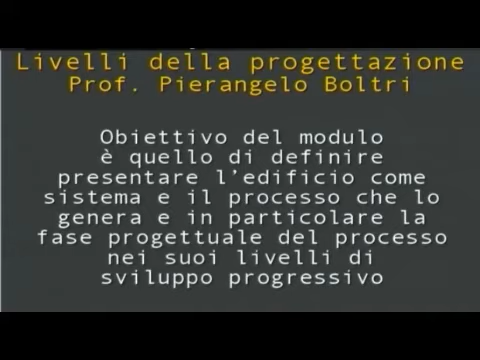 Livelli della progettazione
Prof. Pierangelo Boltri
Obiettivo del modulo
è quello di definire
presentare l'edificio come
sistema e il processo che lo
genera e in particolare la
fase progettuale del processo
nei suoi livelli di
sviluppo progressivo